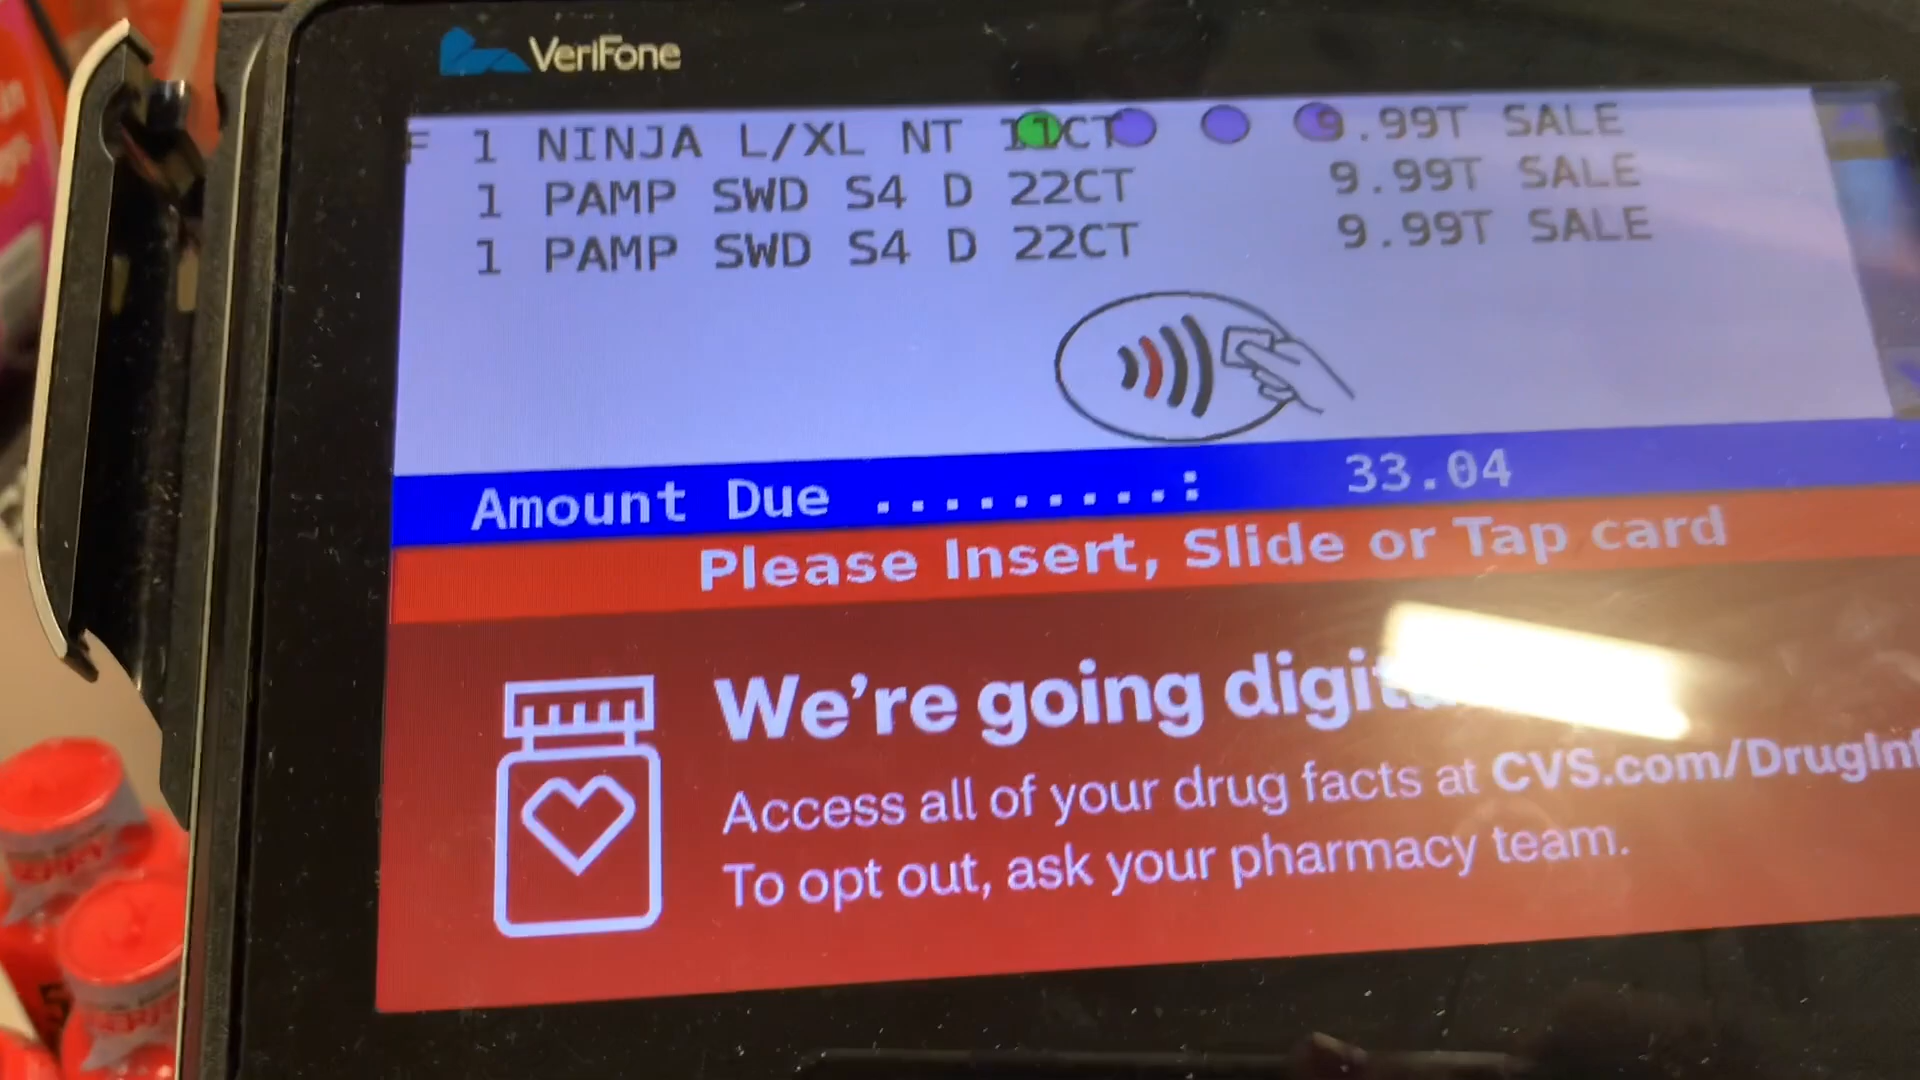 VeriFone
F 1 NINJA L/XL NT 11CT 9.99T SALE
1 PAMP SWD S4 D 22CT 9.99T SALE
1 PAMP SWD S4 D 22CT 9.99T SALE
Amount Due .........: 33.04
Please Insert, Slide or Tap card
We're going
Access all of your drug facts at CVS.com/DrugInf
To opt out, ask your pharmacy team.